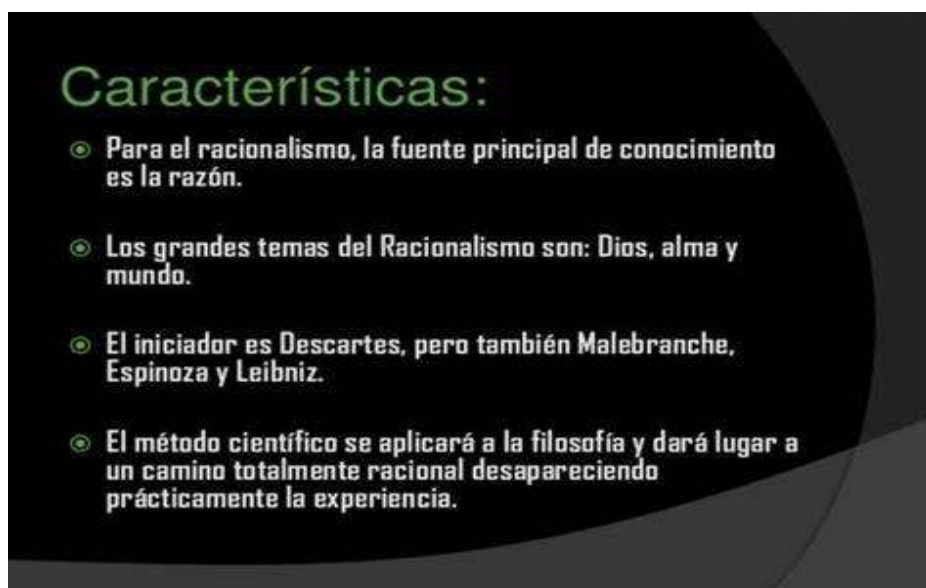 Características:
Para el racionalismo, la fuente principal de conocimiento
es la razón.
Los grandes temas del Racionalismo son: Dios, alma y
mundo.
El iniciador es Descartes, pero también Malebranche,
Espinoza y Leibniz.
El método científico se aplicará a la filosofía y dará lugar a
un camino totalmente racional desapareciendo
prácticamente la experiencia.